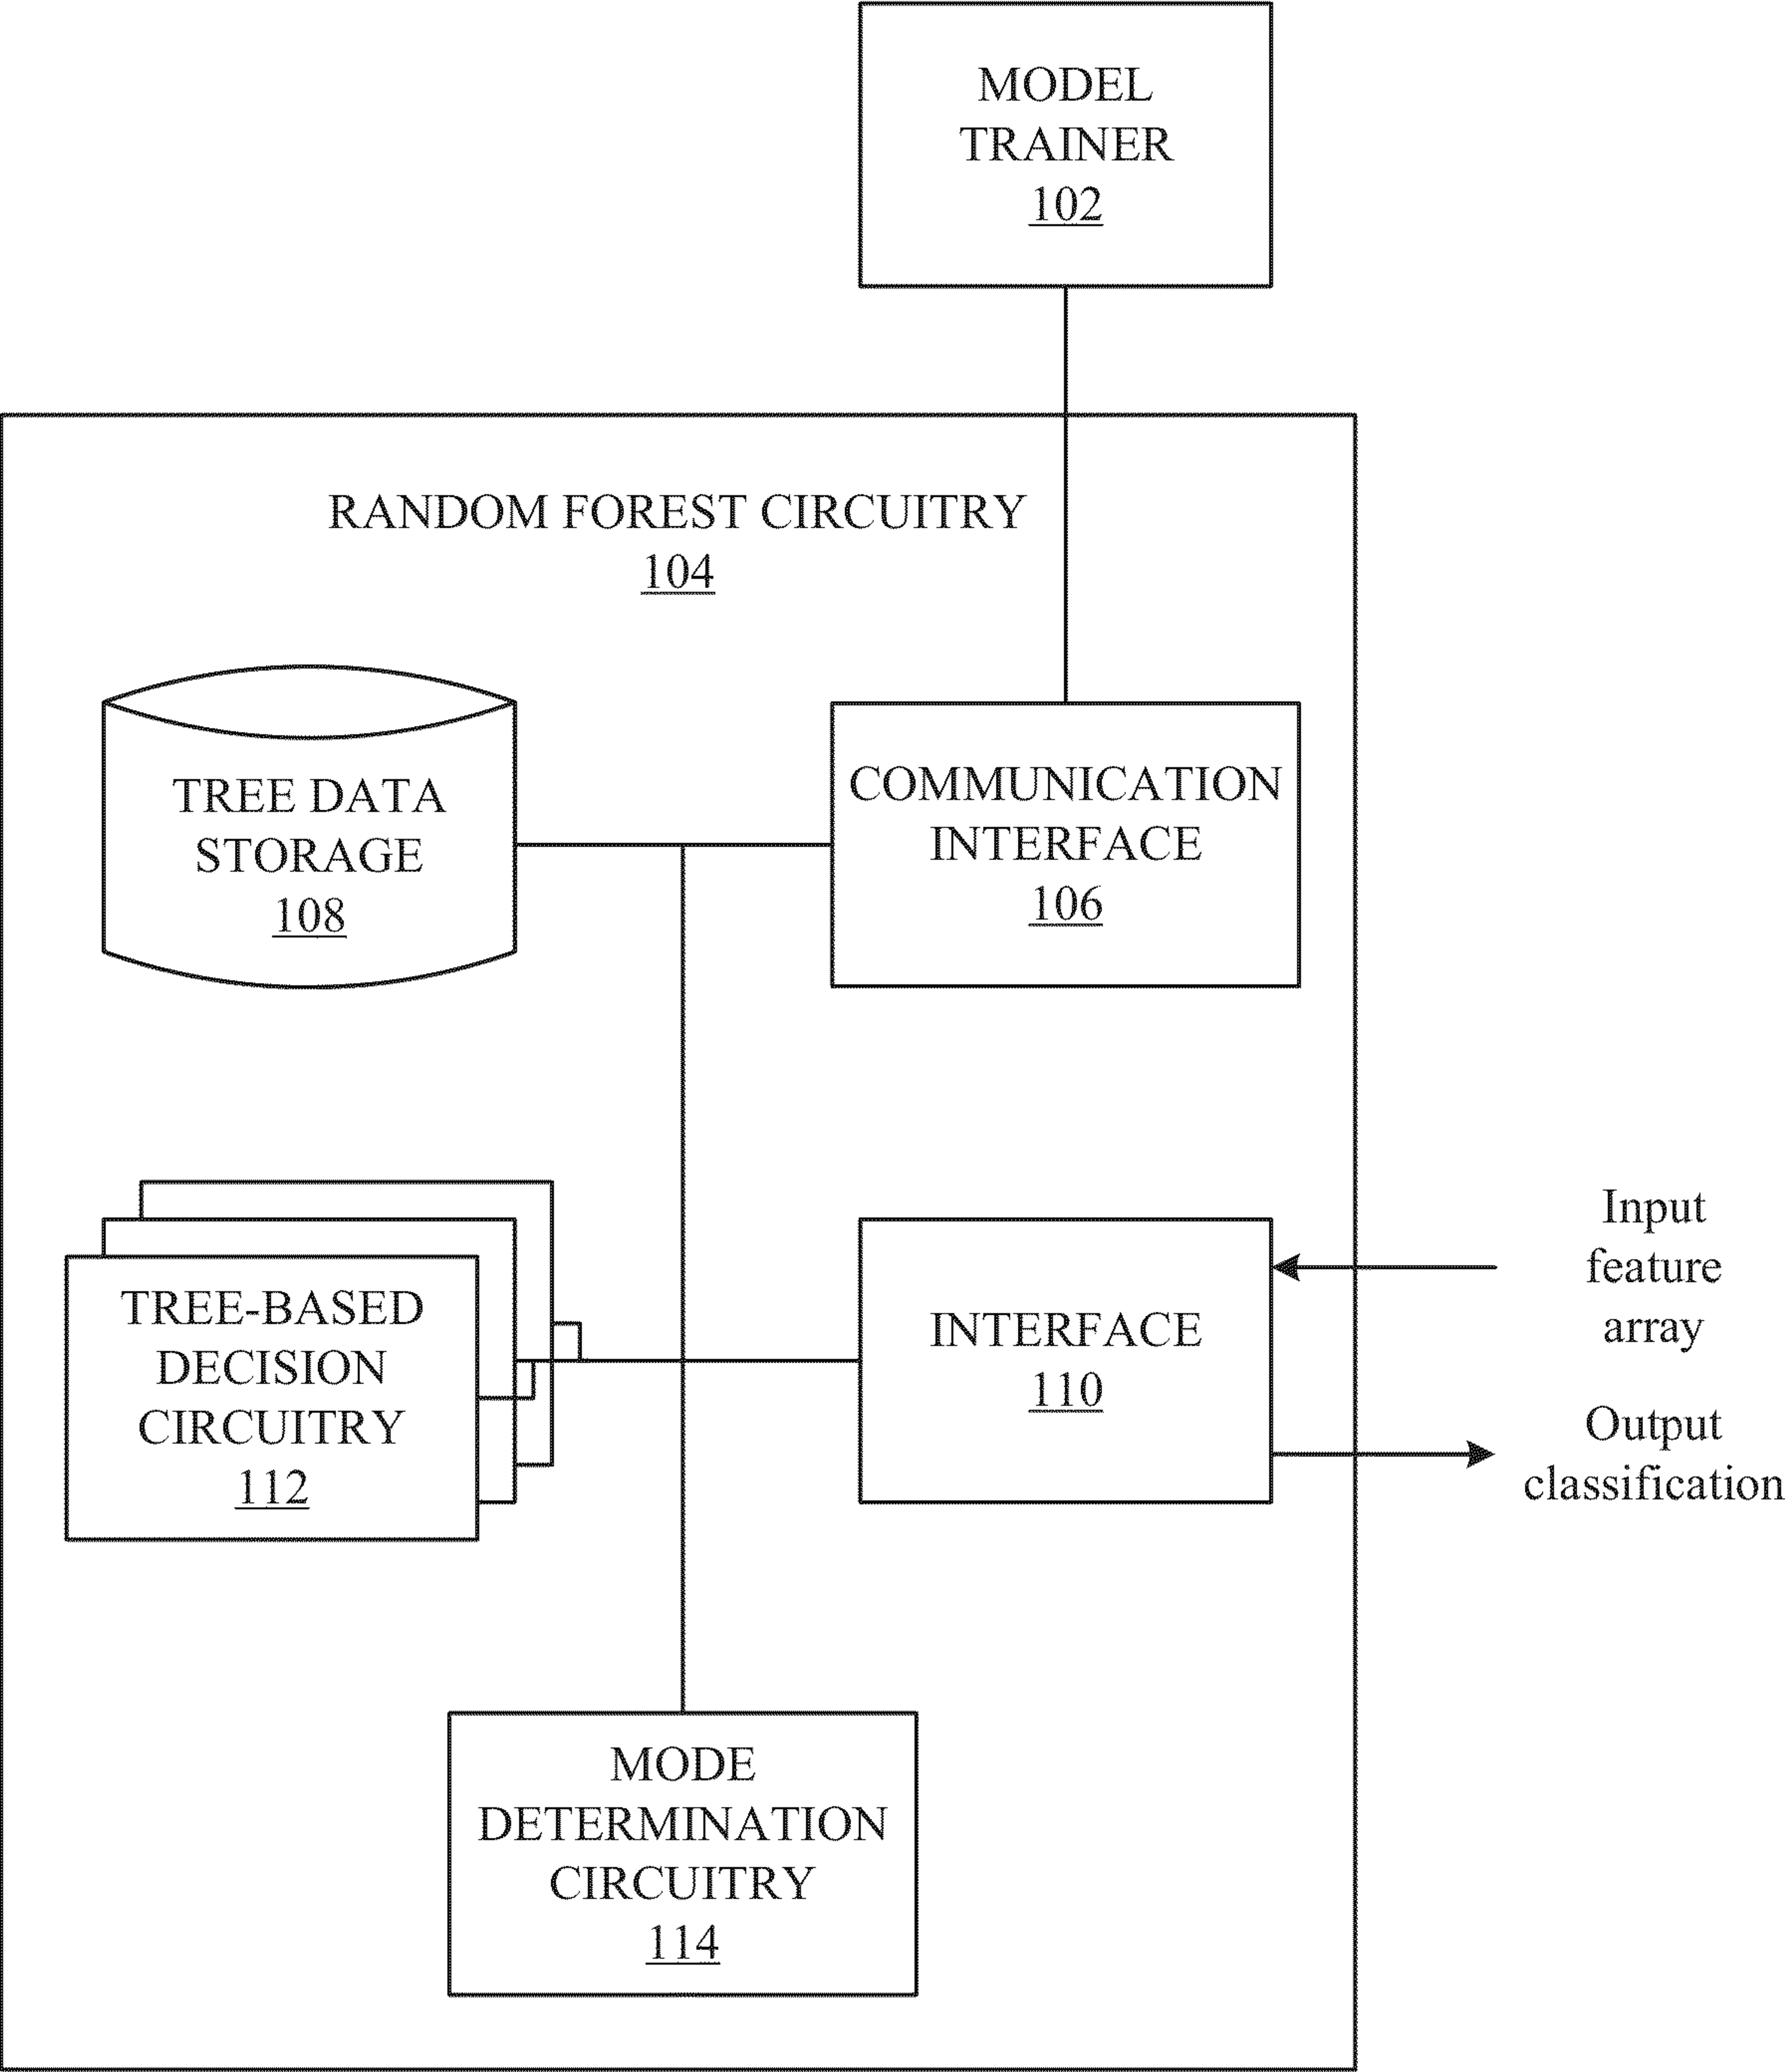 MODEL
TRAINER
102
RANDOM FOREST CIRCUITRY
104
TREE DATA
STORAGE
108
COMMUNICATION
INTERFACE
106
TREE-BASED
DECISION
CIRCUITRY
112
INTERFACE
110
Input
feature
array
Output
classification
MODE
DETERMINATION
CIRCUITRY
114